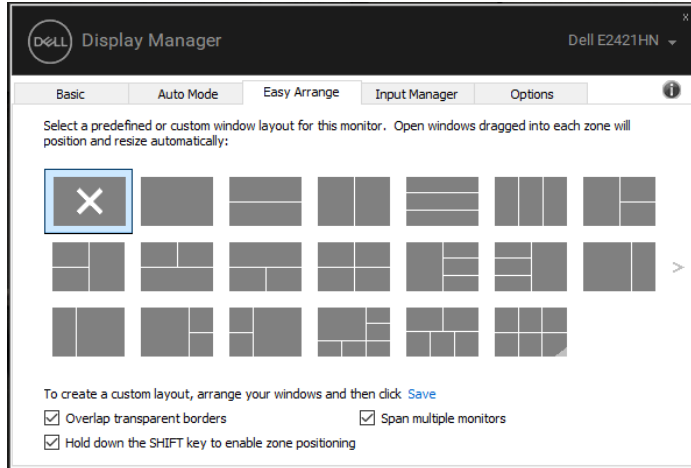 x
DELL Display Manager Dell E2421HN
Basic Auto Mode Easy Arrange Input Manager Options i
Select a predefined or custom window layout for this monitor. Open windows dragged into each zone will
position and resize automatically:
>
To create a custom layout, arrange your windows and then click Save
Overlap transparent borders Span multiple monitors
Hold down the SHIFT key to enable zone positioning